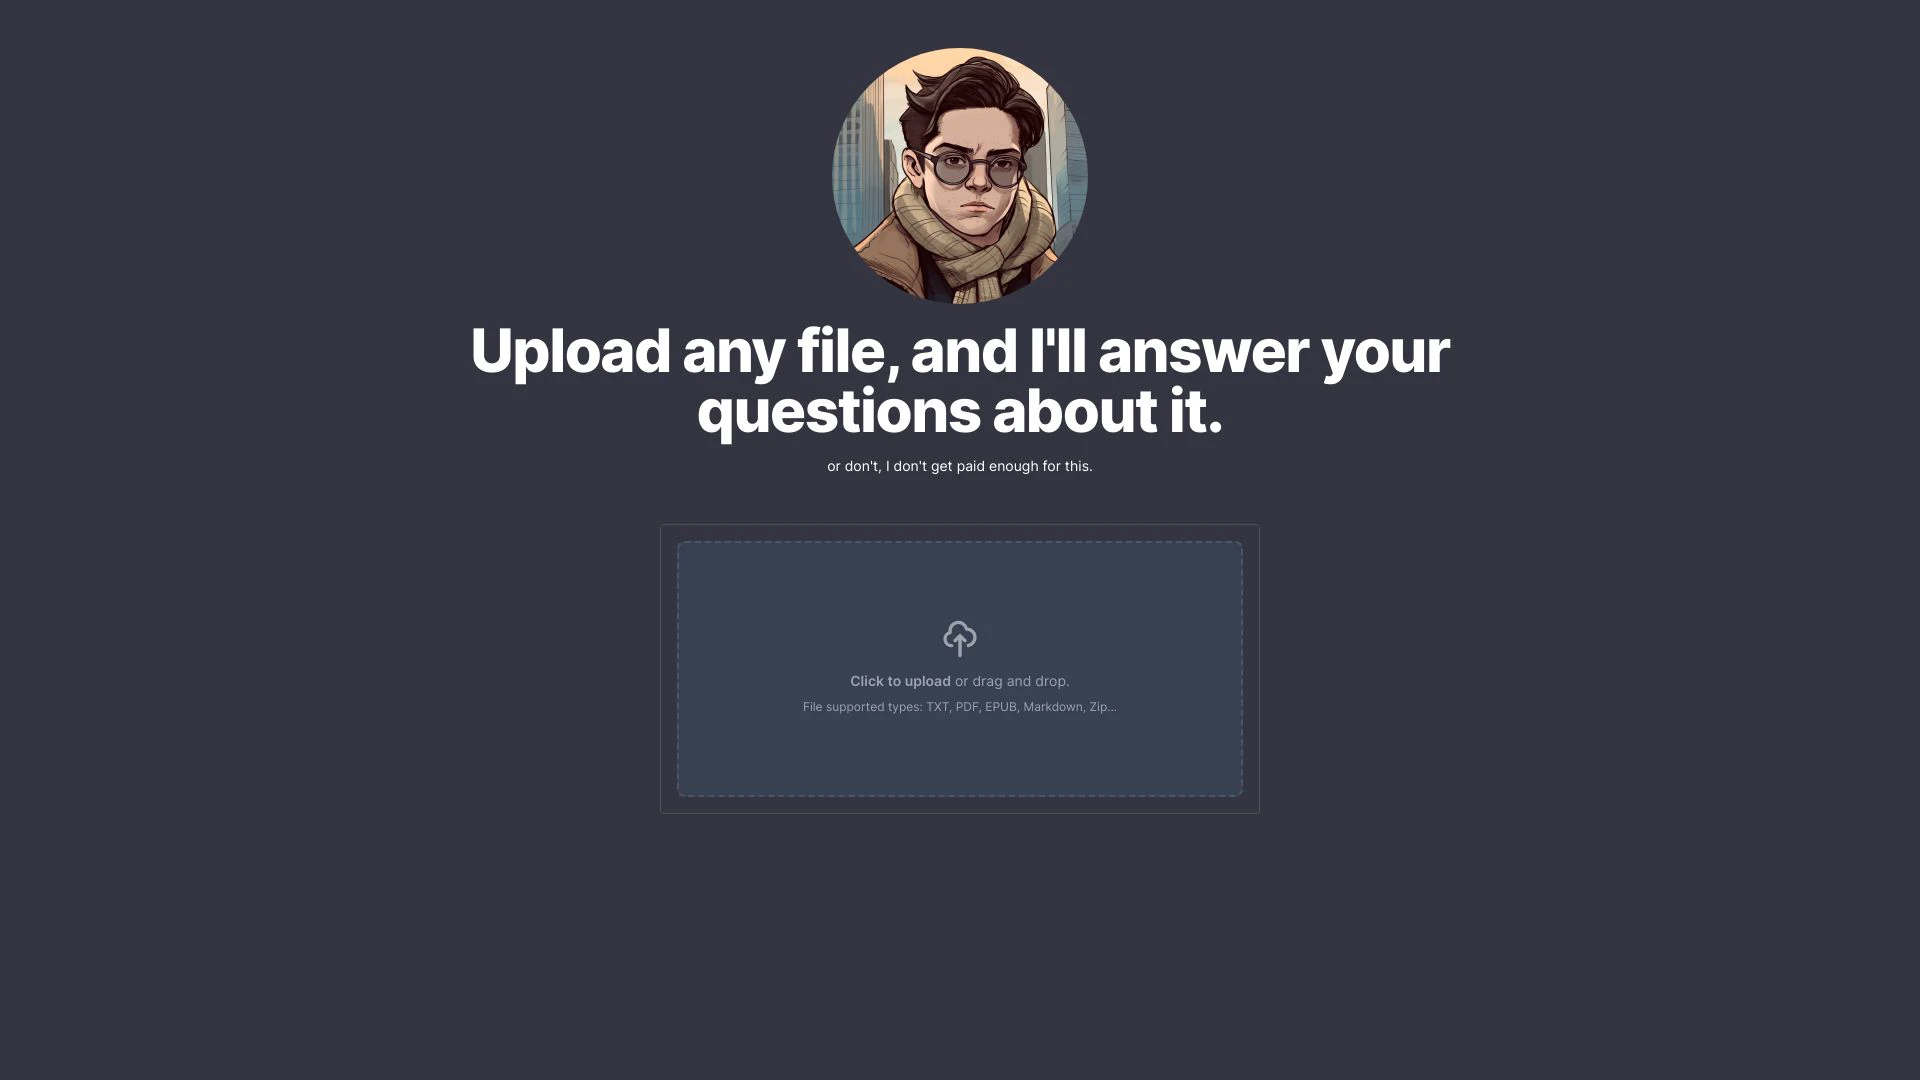 Upload any file, and I'll answer your
questions about it.
or don't, I don't get paid enough for this.
Click to upload or drag and drop.
File supported types: TXT, PDF, EPUB, Markdown, Zip...